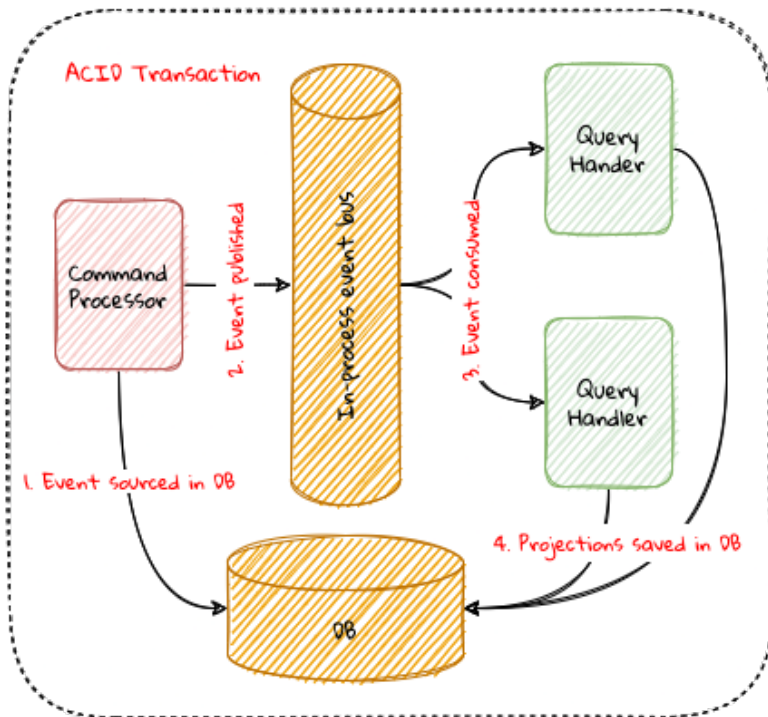 ACID Transaction
Command
Processor
2. Event published
In-process event bus
3. Event consumed
Query
Hander
Query
Handler
1. Event sourced in DB
4. Projections saved in DB
DB